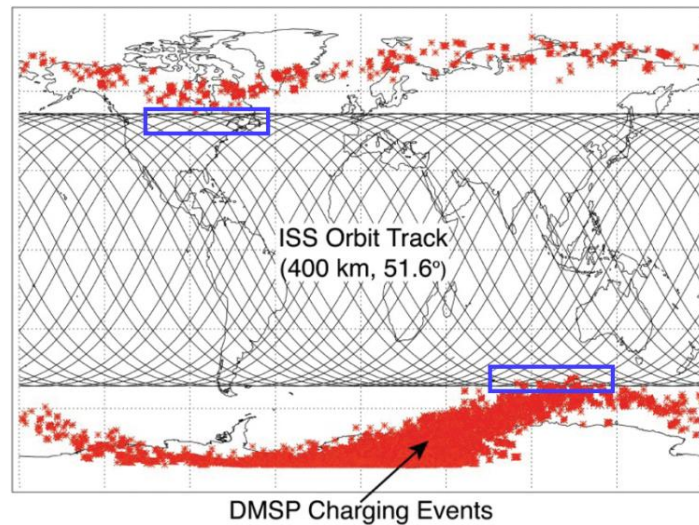 ISS Orbit Track
(400 km, 51.6°)
DMSP Charging Events